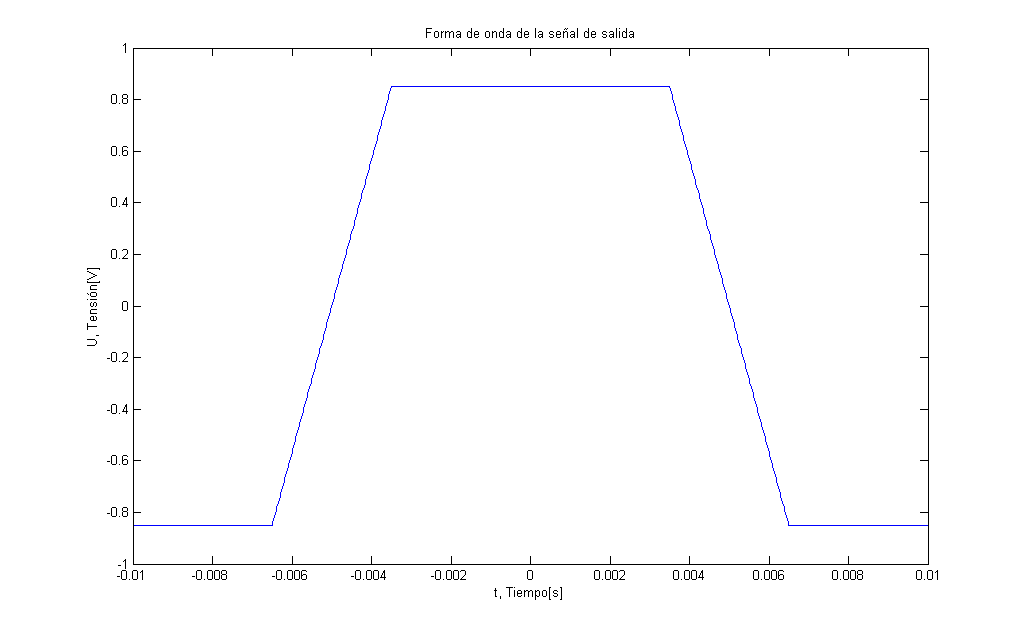 Forma de onda de la señal de salida
1
0.8
0.6
0.4
0.2
0
-0.2
-0.4
-0.6
-0.8
-1
U, Tensión[V]
-0.01 -0.008 -0.006 -0.004 -0.002 0 0.002 0.004 0.006 0.008 0.01
t, Tiempo[s]